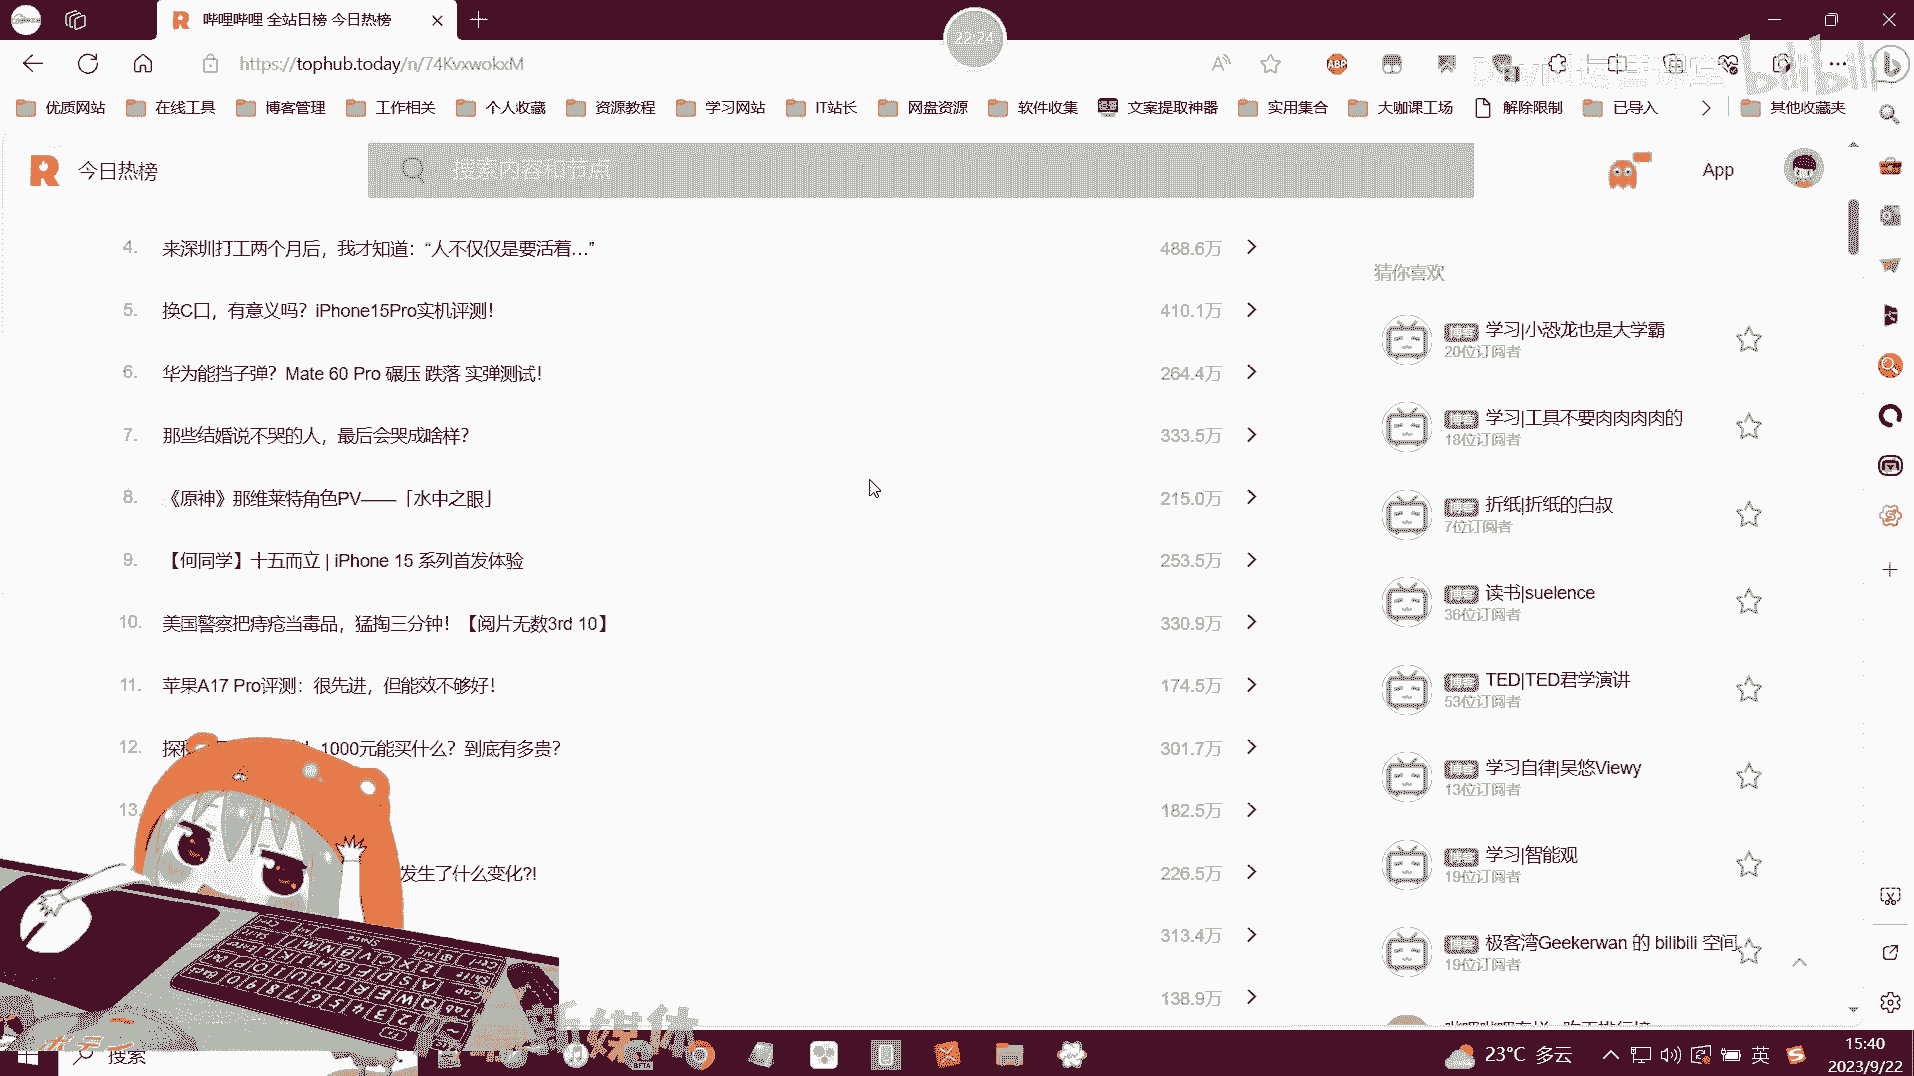 哔哩哔哩 全站日榜 今日热榜
22:24
https://tophub.today/n/74KvxwokxM
ABP
bilibili
优质网站 在线工具 博客管理 工作相关 个人收藏 资源教程 学习网站 IT站长 网盘资源 软件收集 文案提取神器 实用集合 大咖课工场 解除限制 已导入 其他收藏夹
今日热榜
搜索内容和节点
App
4. 来深圳打工两个月后，我才知道：“人不仅仅是要活着...” 488.6万
5. 换C口，有意义吗？iPhone15Pro实机评测！ 410.1万
6. 华为能挡子弹？Mate 60 Pro 碾压 跌落 实弹测试！ 264.4万
7. 那些结婚说不哭的人，最后会哭成啥样？ 333.5万
8. 《原神》那维莱特角色PV——「水中之眼」 215.0万
9. 【何同学】十五而立 | iPhone 15 系列首发体验 253.5万
10. 美国警察把痔疮当毒品，猛掏三分钟！【阅片无数3rd 10】 330.9万
11. 苹果A17 Pro评测：很先进，但能效不够好！ 174.5万
12. 探 1000元能买什么？到底有多贵？ 301.7万
13. 182.5万
发生了什么变化?! 226.5万
313.4万
138.9万
猜你喜欢
博客 学习|小恐龙也是大学霸
20位订阅者
博客 学习|工具不要肉肉肉肉的
18位订阅者
博客 折纸|折纸的白叔
7位订阅者
博客 读书|suelence
36位订阅者
博客 TED|TED君学演讲
53位订阅者
博客 学习自律|吴悠Viewy
13位订阅者
博客 学习|智能观
19位订阅者
博客 极客湾Geekerwan 的 bilibili 空间
19位订阅者
新媒体
搜索
23°C 多云
英
15:40
2023/9/22